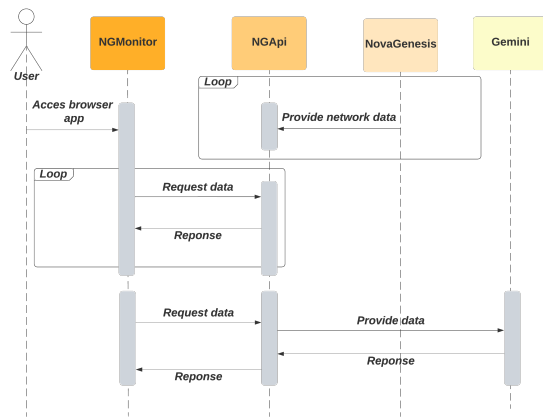 NGMonitor
NGApi
NovaGenesis
Gemini
User
Loop
Acces browser
app
Provide network data
Loop
Request data
Reponse
Request data
Provide data
Reponse
Reponse